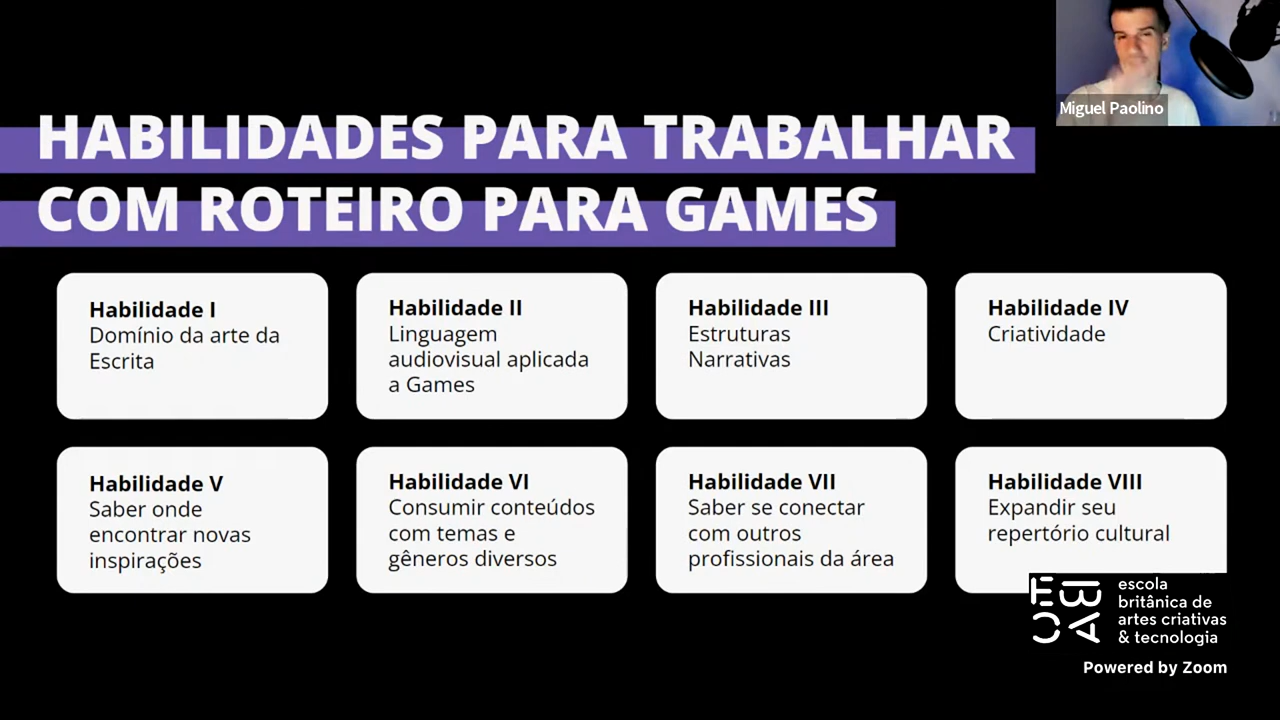 Miguel Paolino
HABILIDADES PARA TRABALHAR
COM ROTEIRO PARA GAMES
Habilidade I
Domínio da arte da
Escrita
Habilidade II
Linguagem
audiovisual aplicada
a Games
Habilidade III
Estruturas
Narrativas
Habilidade IV
Criatividade
Habilidade V
Saber onde
encontrar novas
inspirações
Habilidade VI
Consumir conteúdos
com temas e
gêneros diversos
Habilidade VII
Saber se conectar
com outros
profissionais da área
Habilidade VIII
Expandir seu
repertório cultural
EBAC
escola
britânica de
artes criativas
& tecnologia
Powered by Zoom